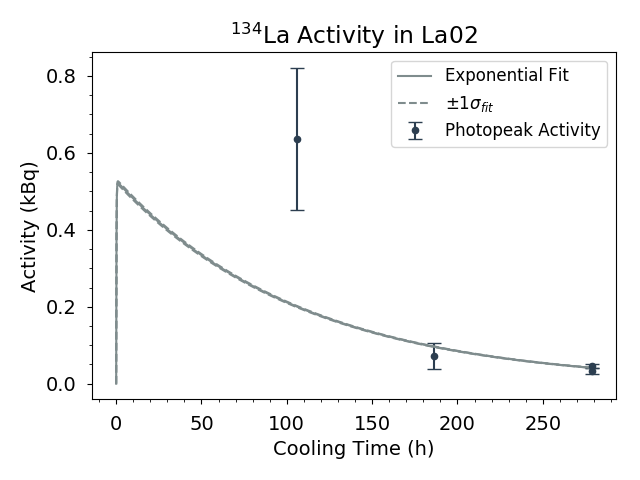 ¹³⁴La Activity in La02
Exponential Fit
±1σ_fit
Photopeak Activity
Activity (kBq)
0.8
0.6
0.4
0.2
0.0
0 50 100 150 200 250
Cooling Time (h)